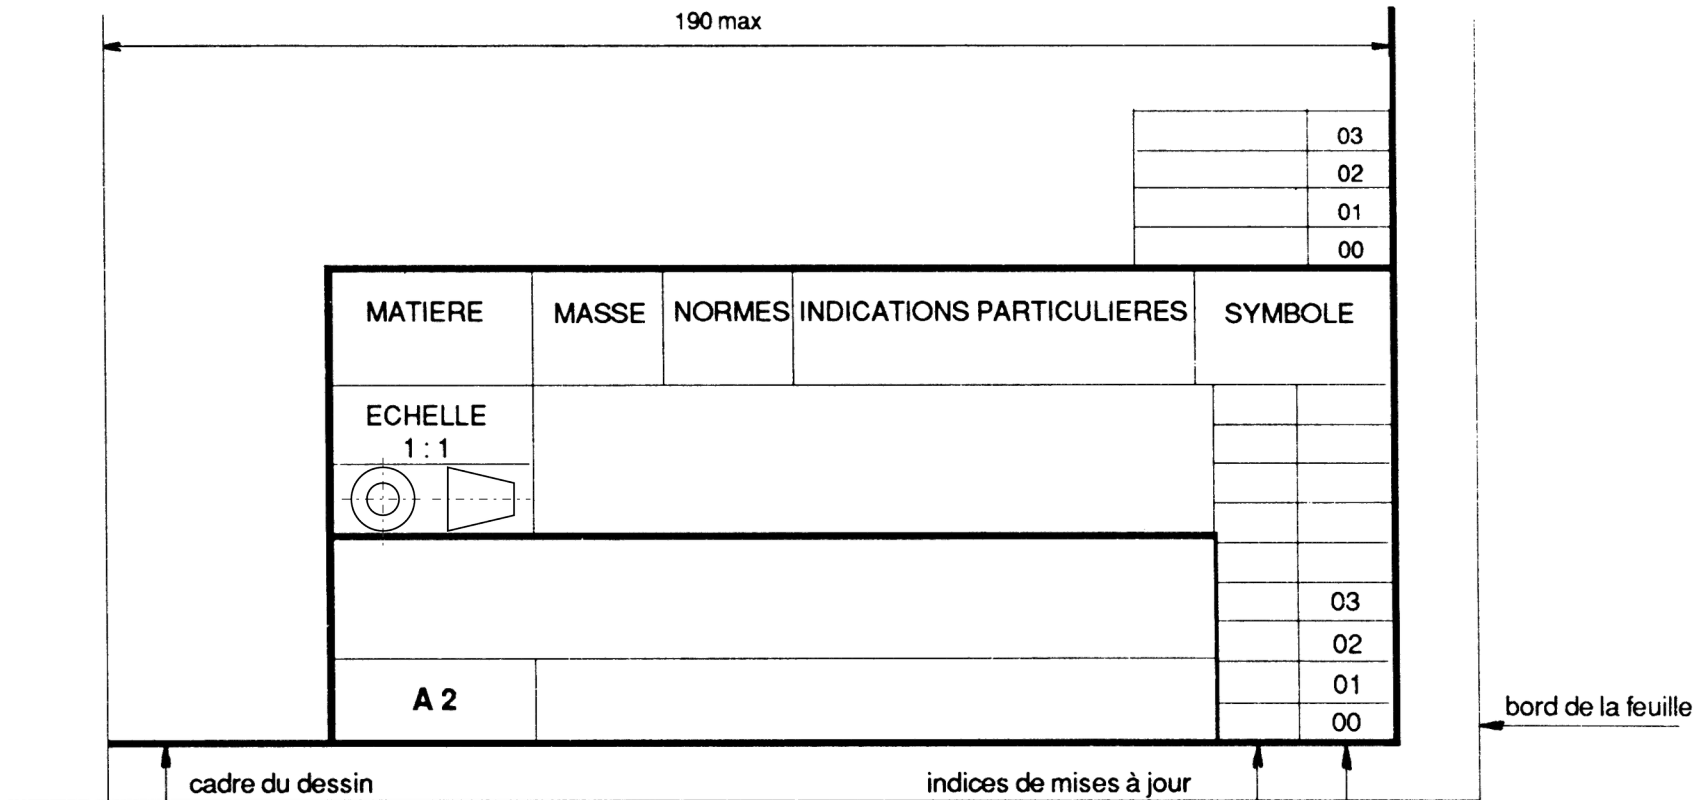 190 max
03
02
01
00
MATIERE MASSE NORMES INDICATIONS PARTICULIERES SYMBOLE
ECHELLE
1 : 1
03
02
A 2
01
00
bord de la feuille
cadre du dessin
indices de mises à jour